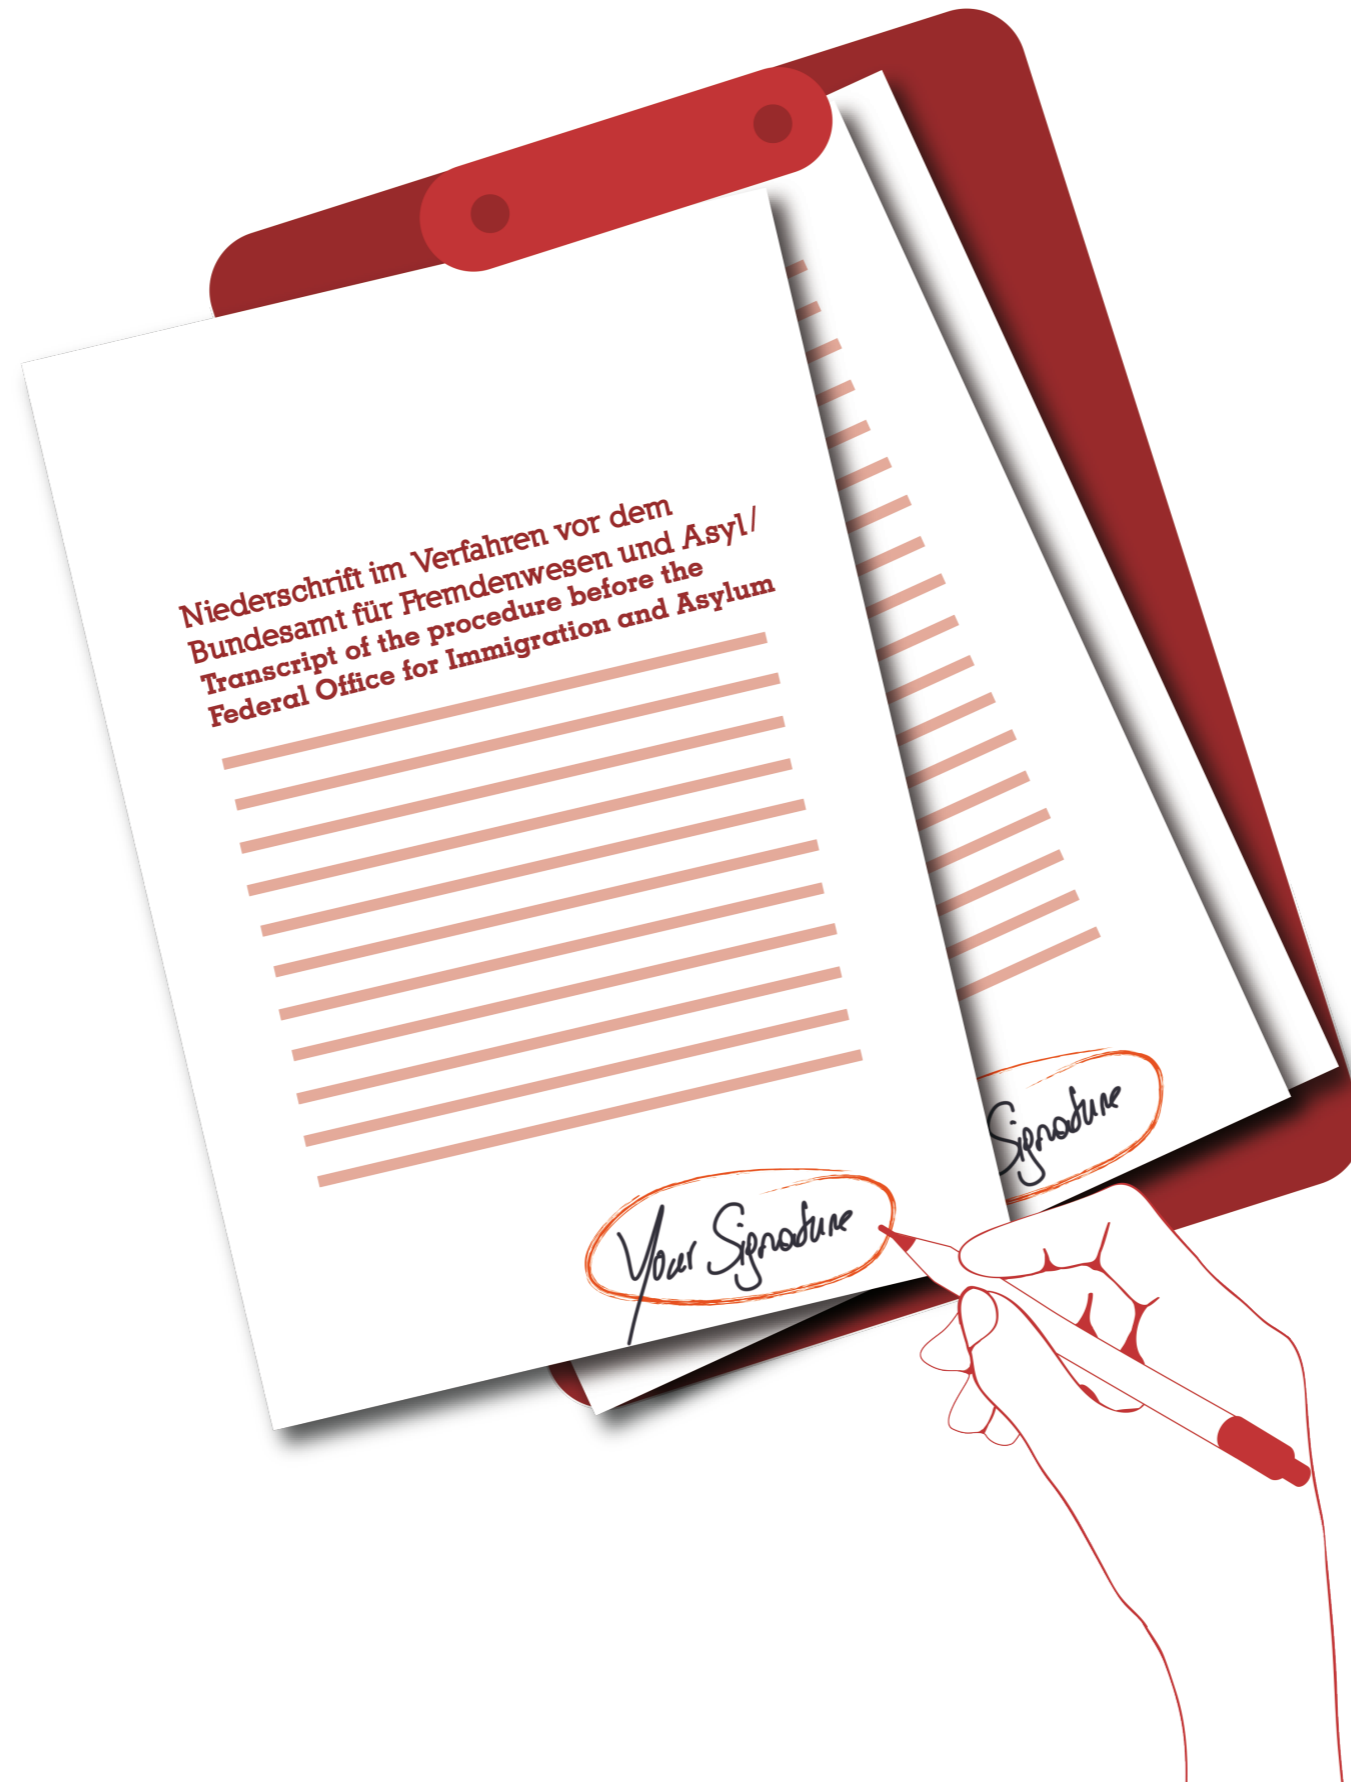 Niederschrift im Verfahren vor dem
Bundesamt für Fremdenwesen und Asyl/
Transcript of the procedure before the
Federal Office for Immigration and Asylum
Signature
Your Signature